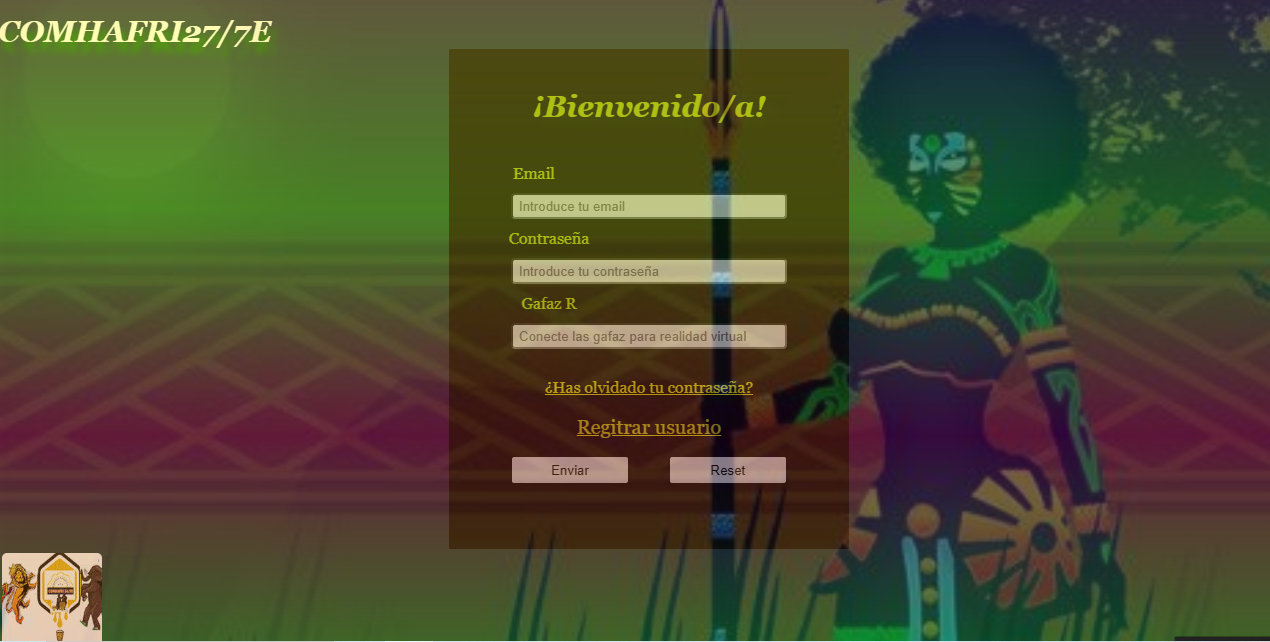 COMHAFRI27/7E
¡Bienvenido/a!
Email
Introduce tu email
Contraseña
Introduce tu contraseña
Gafaz R
Conecte las gafaz para realidad virtual
¿Has olvidado tu contraseña?
Regitrar usuario
Enviar Reset